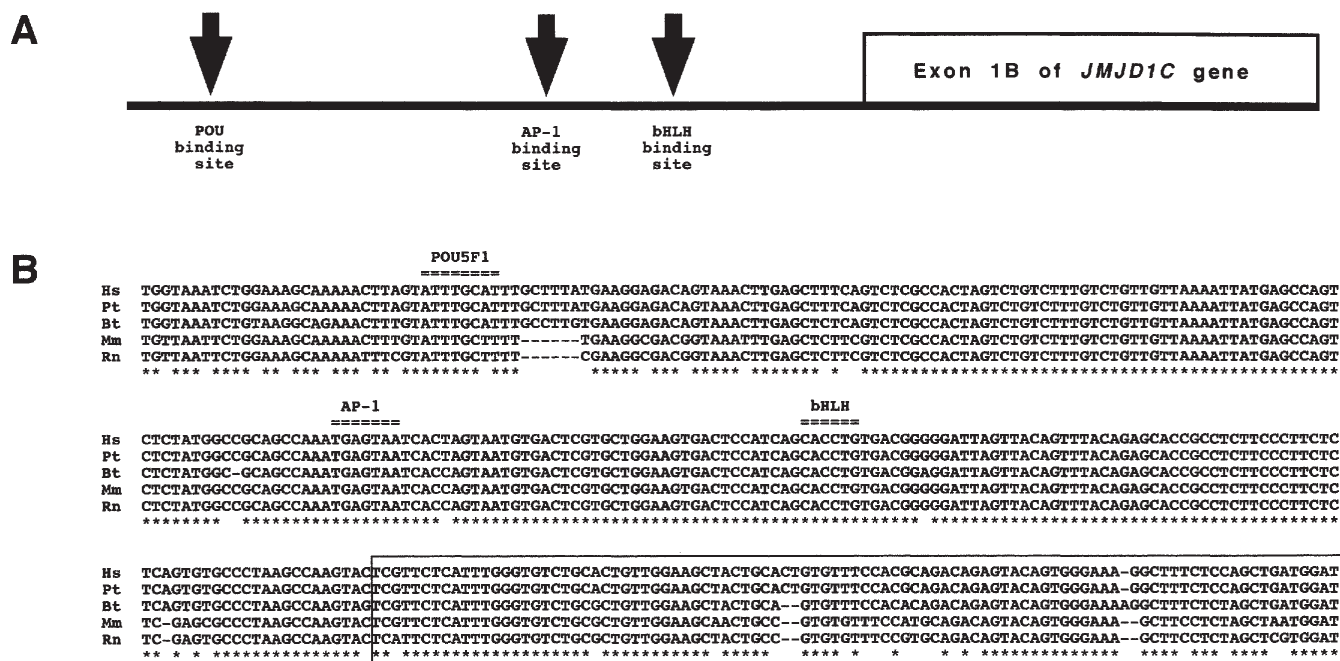 A
Exon 1B of JMJD1C gene
POU binding site
AP-1 binding site
bHLH binding site
B
POU5F1
========
Hs TGGTAAATCTGGAAAGCAAAAACTTAGTATTTGCATTTGCTTTATGAAGGAGACAGTAAACTTGAGCTTTCAGTCTCGCCACTAGTCTGTCTTTGTCTGTTGTTAAAATTATGAGCCAGT
Pt TGGTAAATCTGGAAAGCAAAAACTTAGTATTTGCATTTGCTTTATGAAGGAGACAGTAAACTTGAGCTTTCAGTCTCGCCACTAGTCTGTCTTTGTCTGTTGTTAAAATTATGAGCCAGT
Bt TGGTAAATCTGTAAGGCAGAAACTTTGTATTTGCATTTGCCTTGTGAAGGAGACAGTAAACTTGAGCTCTCAGTCTCGCCACTAGTCTGTCTTTGTCTGTTGTTAAAATTATGAGCCAGT
Mm TGTTAATTCTGGAAAGCAAAAACTTTGTATTTGCTTTT------TGAAGGCGACGGTAAATTTGAGCTCTTCGTCTCGCCACTAGTCTGTCTTTGTCTGTTGTTAAAATTATGAGCCAGT
Rn TGTTAATTCTGGAAAGCAAAAATTTCGTATTTGCTTTT------CGAAGGCGACGGTAAACTTGAGCTCTTCGTCTCGCCACTAGTCTGTCTTTGTCTGTTGTTAAAATTATGAGCCAGT
** *** **** ** *** *** ** ******** *** ***** *** ***** ******* ** ************************************************
AP-1 bHLH
======= ======
Hs CTCTATGGCCGCAGCCAAATGAGTAATCACTAGTAATGTGACTCGTGCTGGAAGTGACTCCATCAGCACCTGTGACGGGGGATTAGTTACAGTTTACAGAGCACCGCCTCTTCCCTTCTC
Pt CTCTATGGCCGCAGCCAAATGAGTAATCACTAGTAATGTGACTCGTGCTGGAAGTGACTCCATCAGCACCTGTGACGGGGGATTAGTTACAGTTTACAGAGCACCGCCTCTTCCCTTCTC
Bt CTCTATGGC-GCAGCCAAATGAGTAATCACCAGTAATGTGACTCGTGCTGGAAGTGACTCCATCAGCACCTGTGACGGAGGATTAGTTACAGTTTACAGAGCACCGCCTCTTCCCTTCTC
Mm CTCTATGGCCGCAGCCAAATGAGTAATCACCAGTAATGTGACTCGTGCTGGAAGTGACTCCATCAGCACCTGTGACGGGGGATTAGTTACAGTTTACAGAGCACCGCCTCTTCCCTTCTC
Rn CTCTATGGCCGCAGCCAAATGAGTAATCACCAGTAATGTGACTCGTGCTGGAAGTGACTCCATCAGCACCTGTGACGGGGGATTAGTTACAGTTTACAGAGCACCGCCTCTTCCCTTCTC
******** ******************** *********************************************** *****************************************
Hs TCAGTGTGCCCTAAGCCAAGTACTCGTTCTCATTTGGGTGTCTGCACTGTTGGAAGCTACTGCACTGTGTTTCCACGCAGACAGAGTACAGTGGGAAA-GGCTTTCTCCAGCTGATGGAT
Pt TCAGTGTGCCCTAAGCCAAGTACTCGTTCTCATTTGGGTGTCTGCACTGTTGGAAGCTACTGCACTGTGTTTCCACGCAGACAGAGTACAGTGGGAAA-GGCTTTCTCCAGCTGATGGAT
Bt TCAGTGTGCCCTAAGCCAAGTAGTCGTTCTCATTTGGGTGTCTGCGCTGTTGGAAGCTACTGCA--GTGTTTCCACACAGACAGAGTACAGTGGGAAAAGGCTTTCTCTAGCTGATGGAT
Mm TC-GAGCGCCCTAAGCCAAGTACTCGTTCTCATTTGGGTGTCTGCGCTGTTGGAAGCAACTGCC--GTGTGTTTCCATGCAGACAGTACAGTGGGAAA--GCTTCCTCTAGCTAATGGAT
Rn TC-GAGTGCCCTAAGCCAAGTACTCATTCTCATTTGGGTGTCTGCGCTGTTGGAAGCTACTGCC--GTGTGTTTCCGTGCAGACAGTACAGTGGGAAA--GCTTCCTCTAGCTCGTGGAT
** * * *************** ** ******************* *********** ***** **** * * * * ************** **** *** **** *****